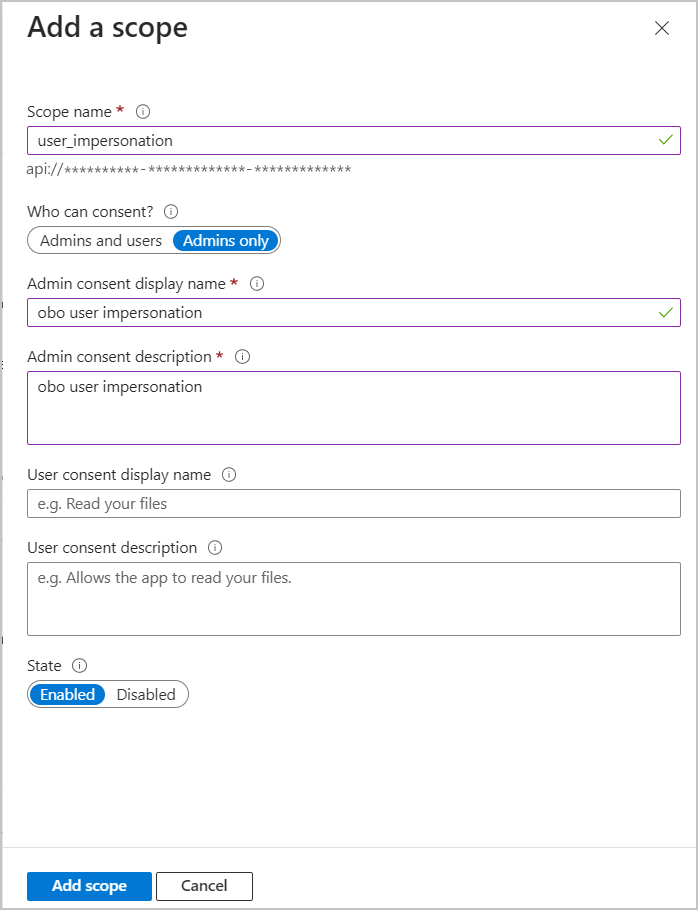 Add a scope
Scope name *
user_impersonation
api://**********-*************-*************
Who can consent?
Admins and users Admins only
Admin consent display name *
obo user impersonation
Admin consent description *
obo user impersonation
User consent display name
e.g. Read your files
User consent description
e.g. Allows the app to read your files.
State
Enabled Disabled
Add scope Cancel